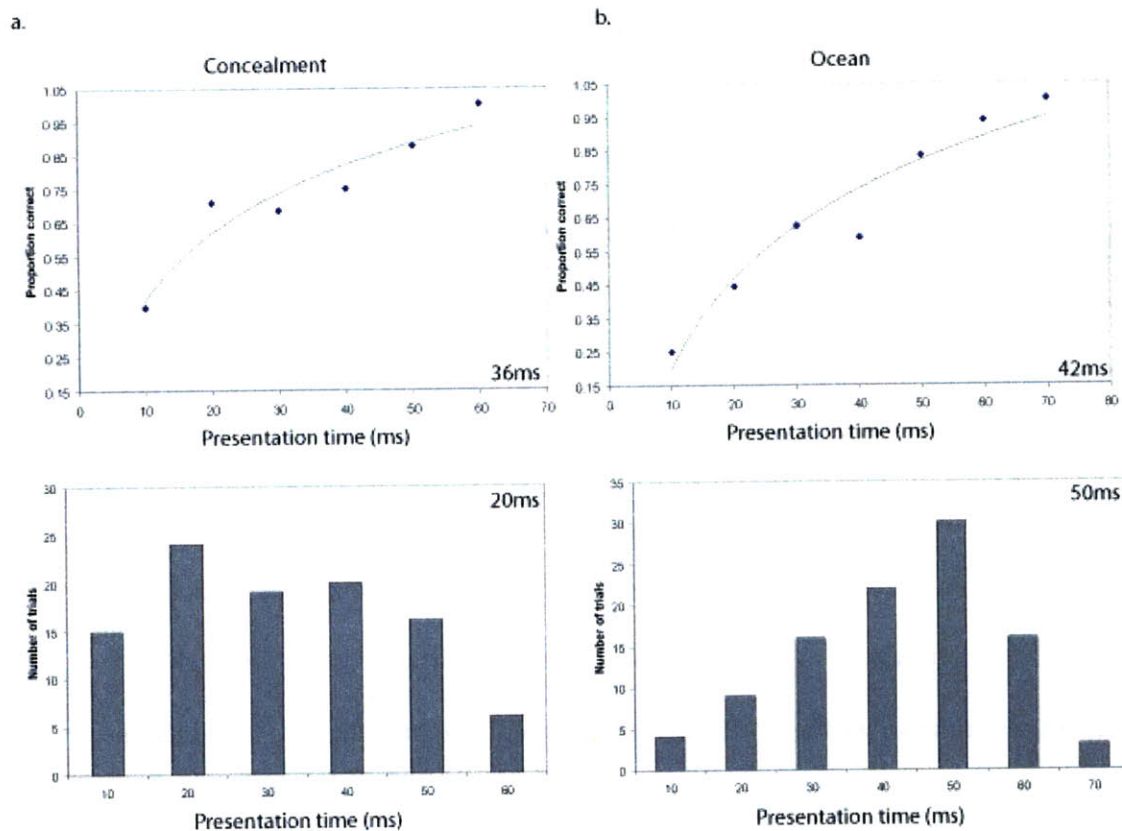 a.
Concealment
1.05
0.95
0.85
0.75
0.65
0.55
0.45
0.35
0.25
0.15
Proportion correct
36ms
0 10 20 30 40 50 60 70
Presentation time (ms)
b.
Ocean
1.05
0.95
0.85
0.75
0.65
0.55
0.45
0.35
0.25
0.15
Proportion correct
42ms
0 10 20 30 40 50 60 70 80
Presentation time (ms)
30
25
20
15
10
5
0
Number of trials
20ms
10 20 30 40 50 60
Presentation time (ms)
35
30
25
20
15
10
5
0
Number of trials
50ms
10 20 30 40 50 60 70
Presentation time (ms)